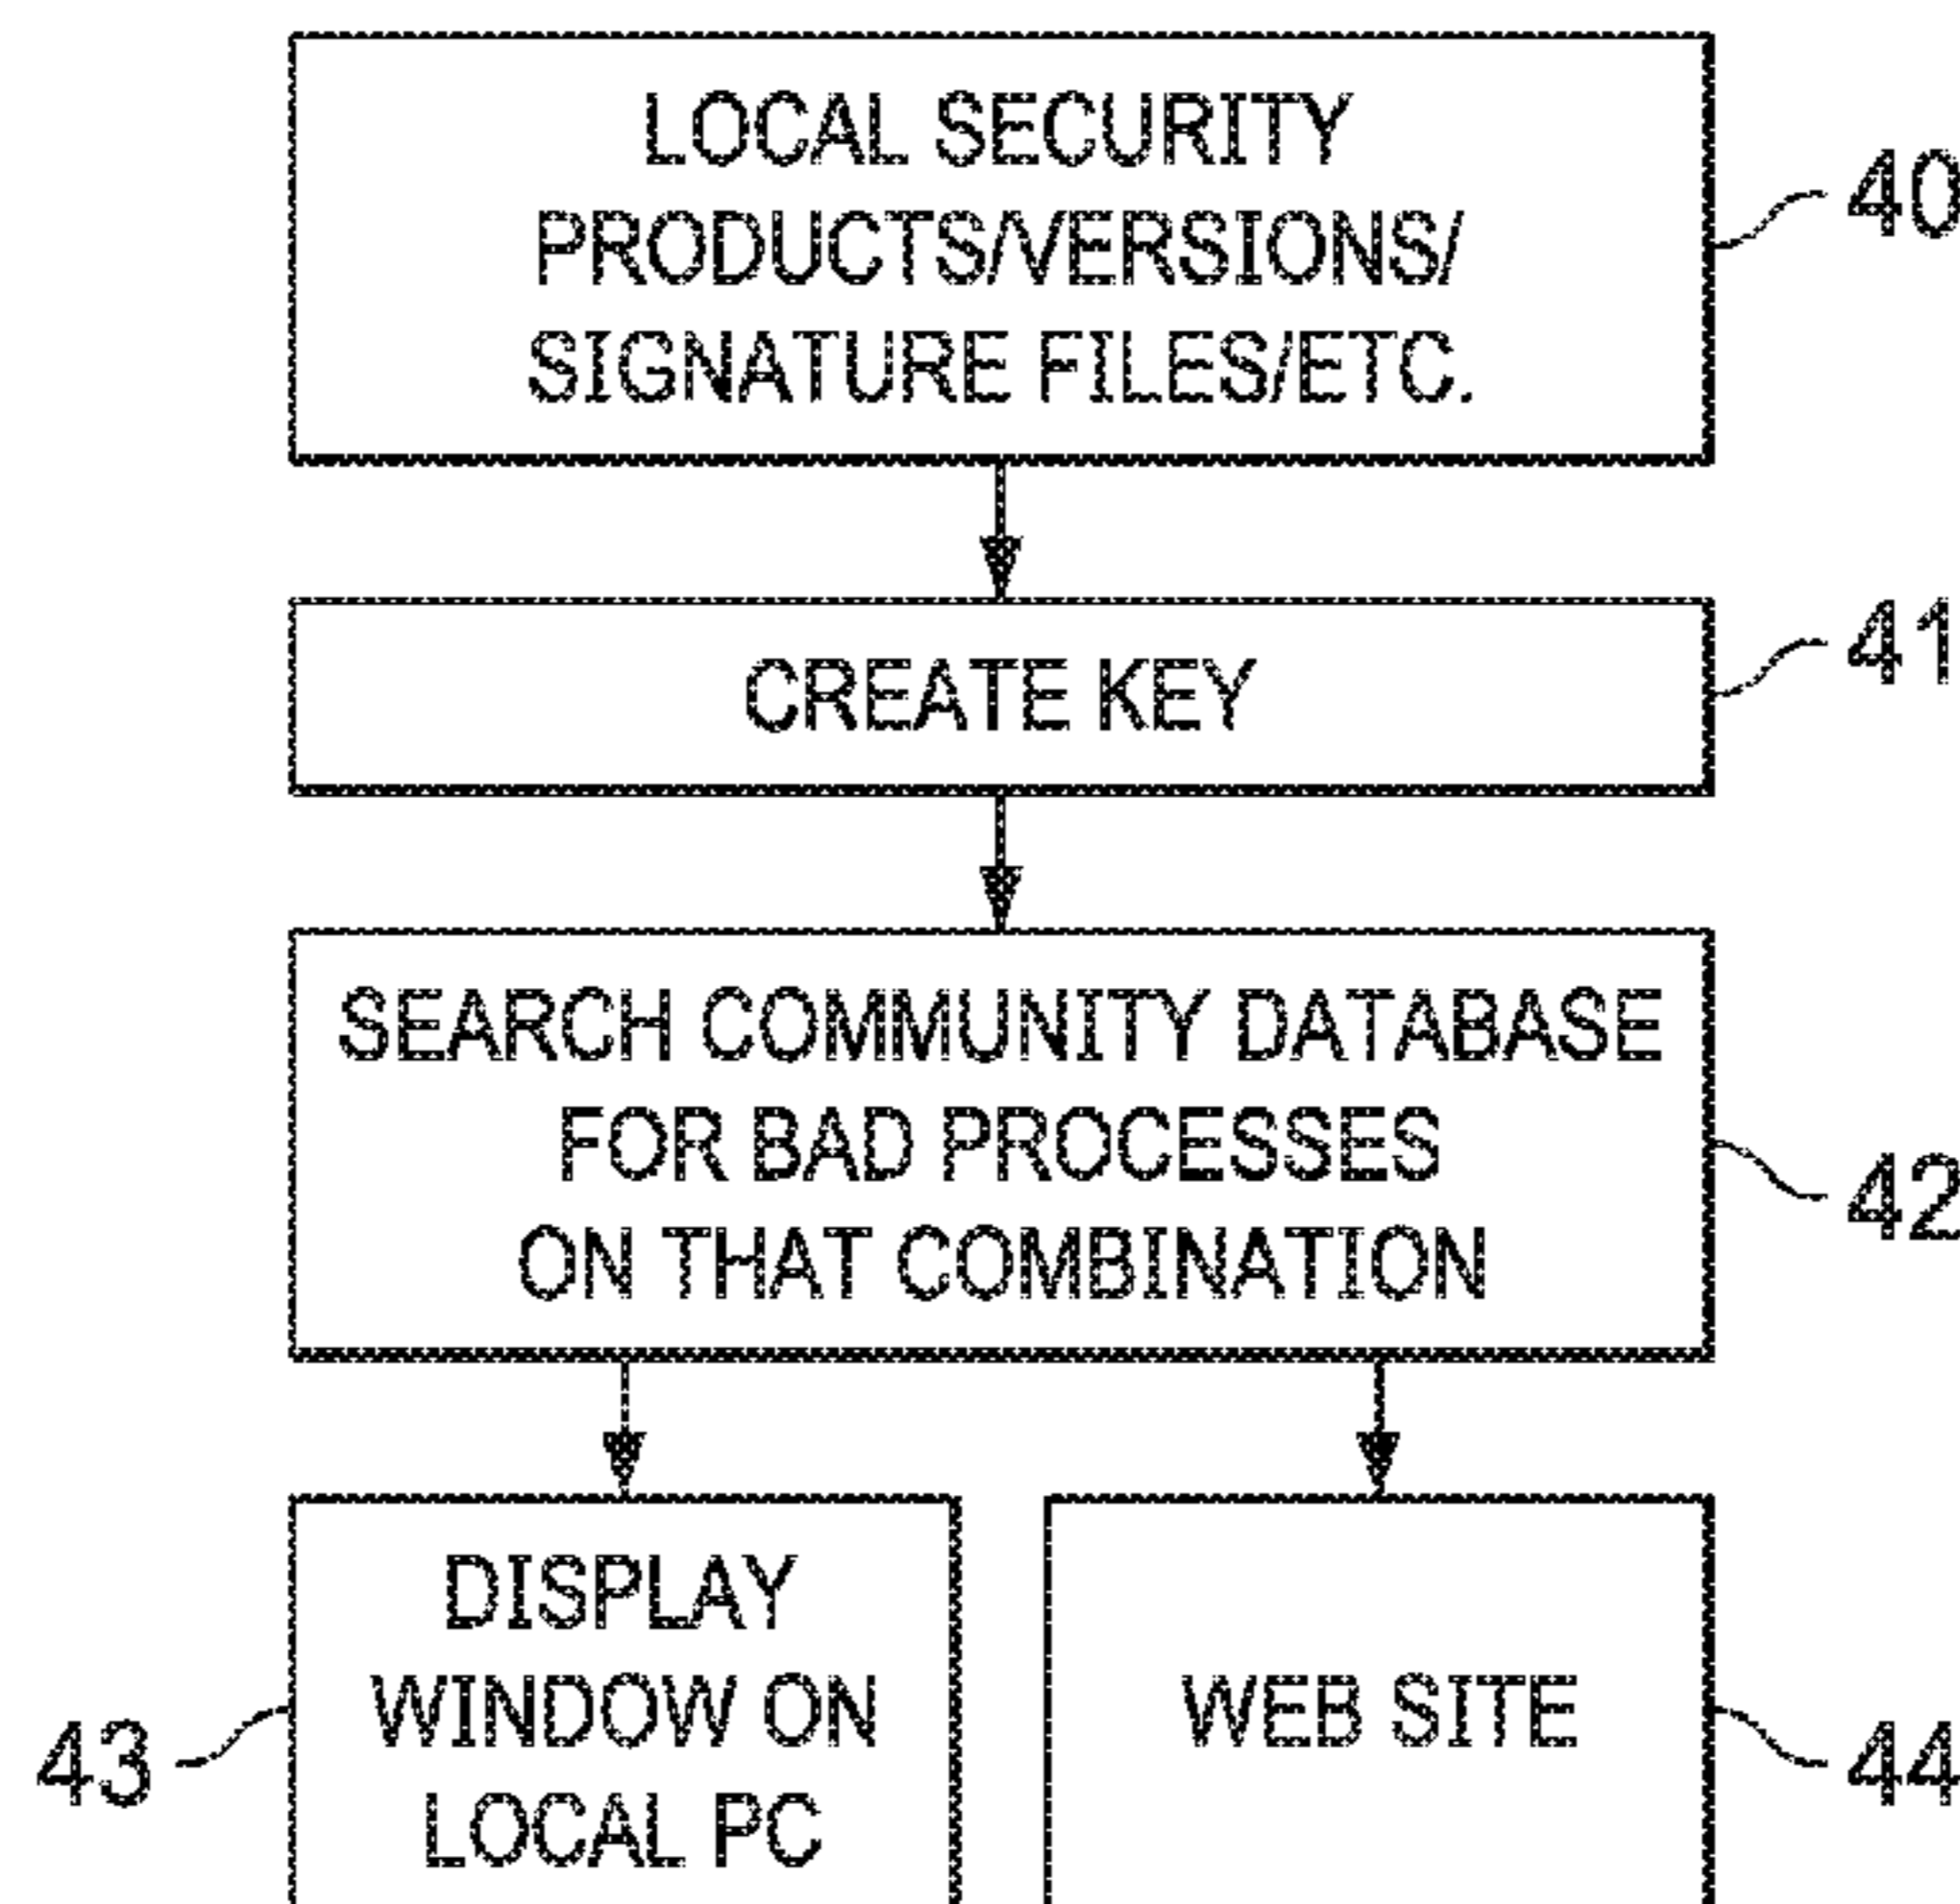 LOCAL SECURITY
PRODUCTS/VERSIONS/
SIGNATURE FILES/ETC.
40
CREATE KEY
41
SEARCH COMMUNITY DATABASE
FOR BAD PROCESSES
ON THAT COMBINATION
42
DISPLAY
WINDOW ON
LOCAL PC
43
WEB SITE
44